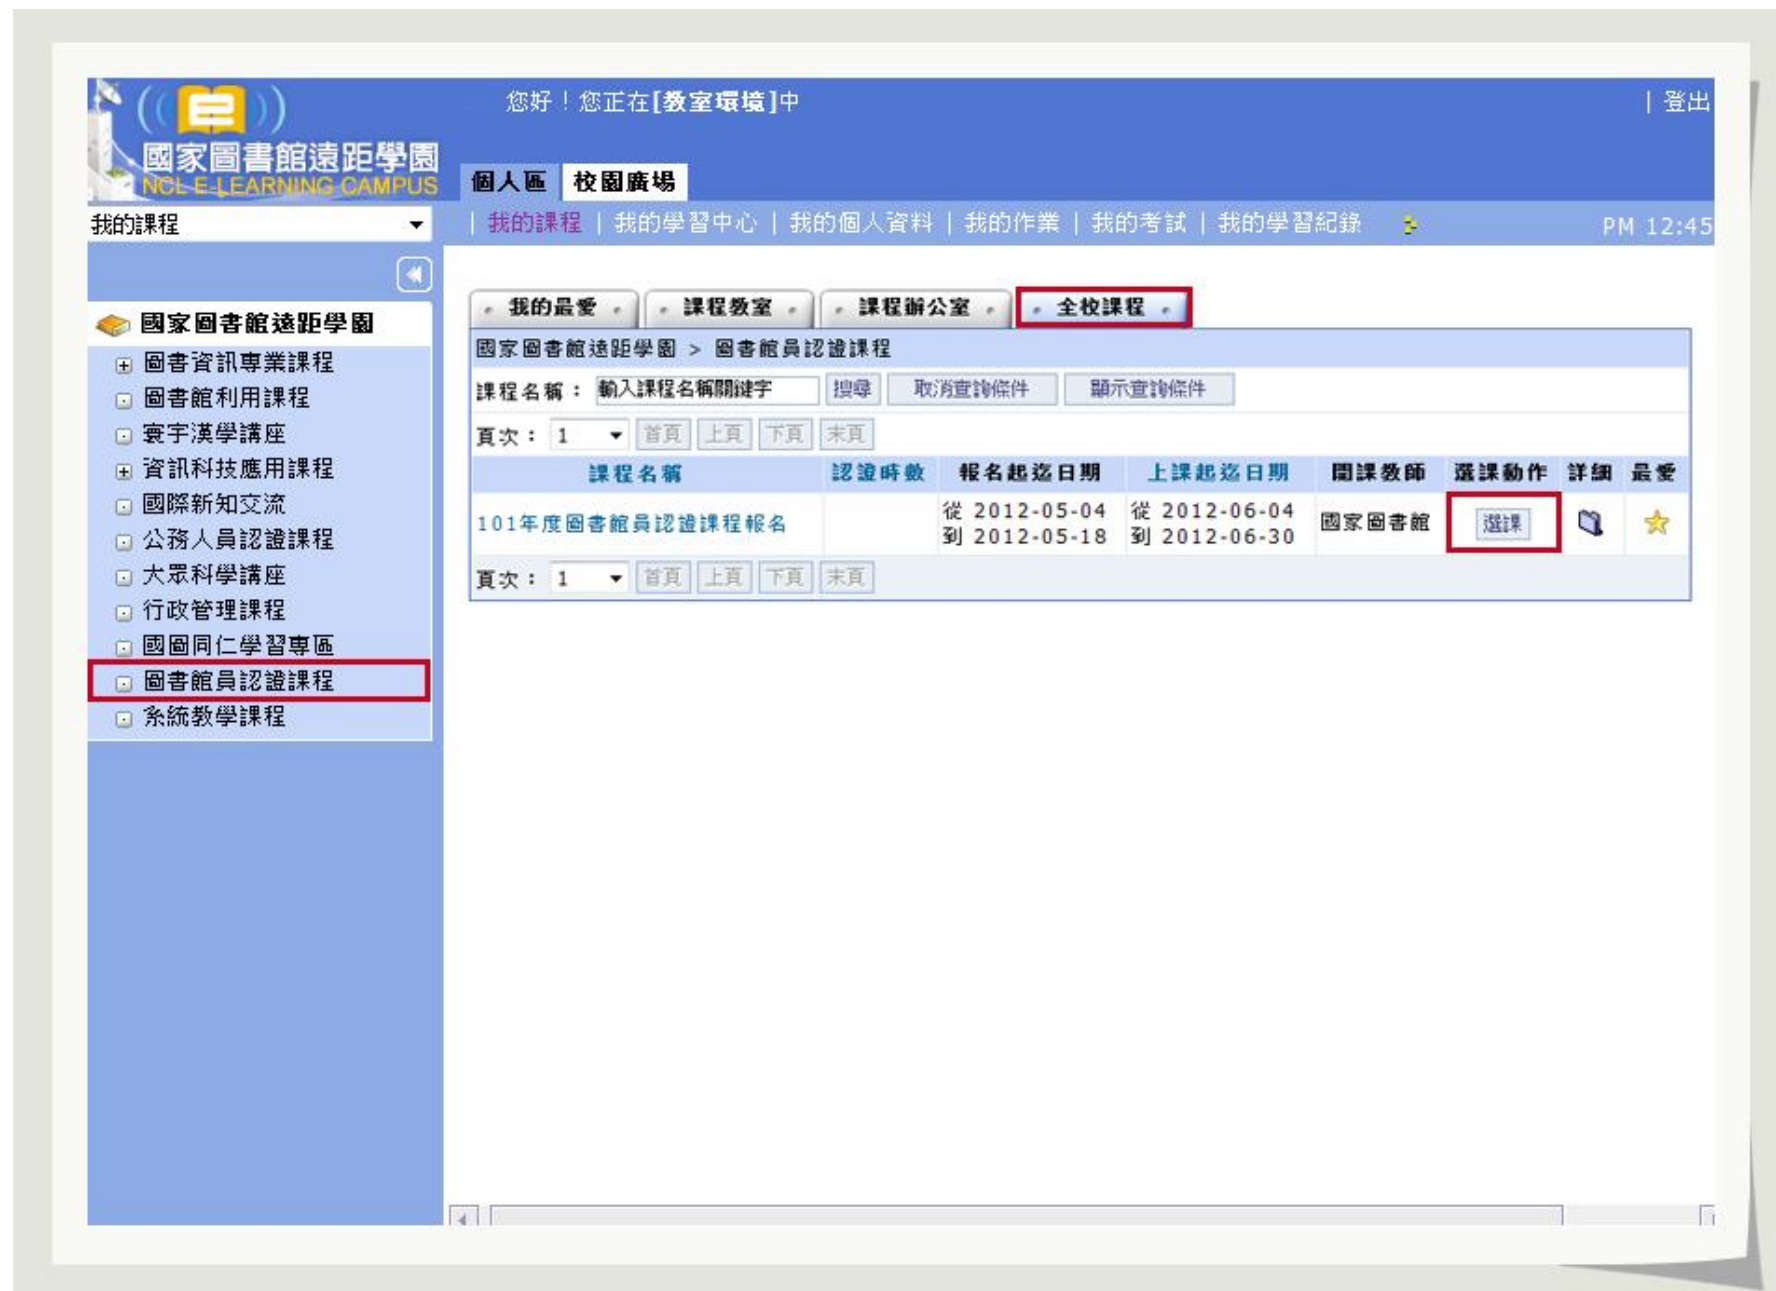 您好！您正在[教室環境]中
| 登出
國家圖書館遠距學園
NCL E-LEARNING CAMPUS
個人區 校園廣場
我的課程
| 我的課程 | 我的學習中心 | 我的個人資料 | 我的作業 | 我的考試 | 我的學習紀錄
PM 12:45
國家圖書館遠距學園
圖書資訊專業課程
圖書館利用課程
寰宇漢學講座
資訊科技應用課程
國際新知交流
公務人員認證課程
大眾科學講座
行政管理課程
國圖同仁學習專區
圖書館員認證課程
系統教學課程
我的最愛 課程教室 課程辦公室 全校課程
國家圖書館遠距學園 > 圖書館員認證課程
課程名稱： 輸入課程名稱關鍵字 搜尋 取消查詢條件 顯示查詢條件
頁次： 1 首頁 上頁 下頁 末頁
課程名稱 認證時數 報名起迄日期 上課起迄日期 開課教師 選課動作 詳細 最愛
101年度圖書館員認證課程報名 從 2012-05-04 到 2012-05-18 從 2012-06-04 到 2012-06-30 國家圖書館 選課
頁次： 1 首頁 上頁 下頁 末頁